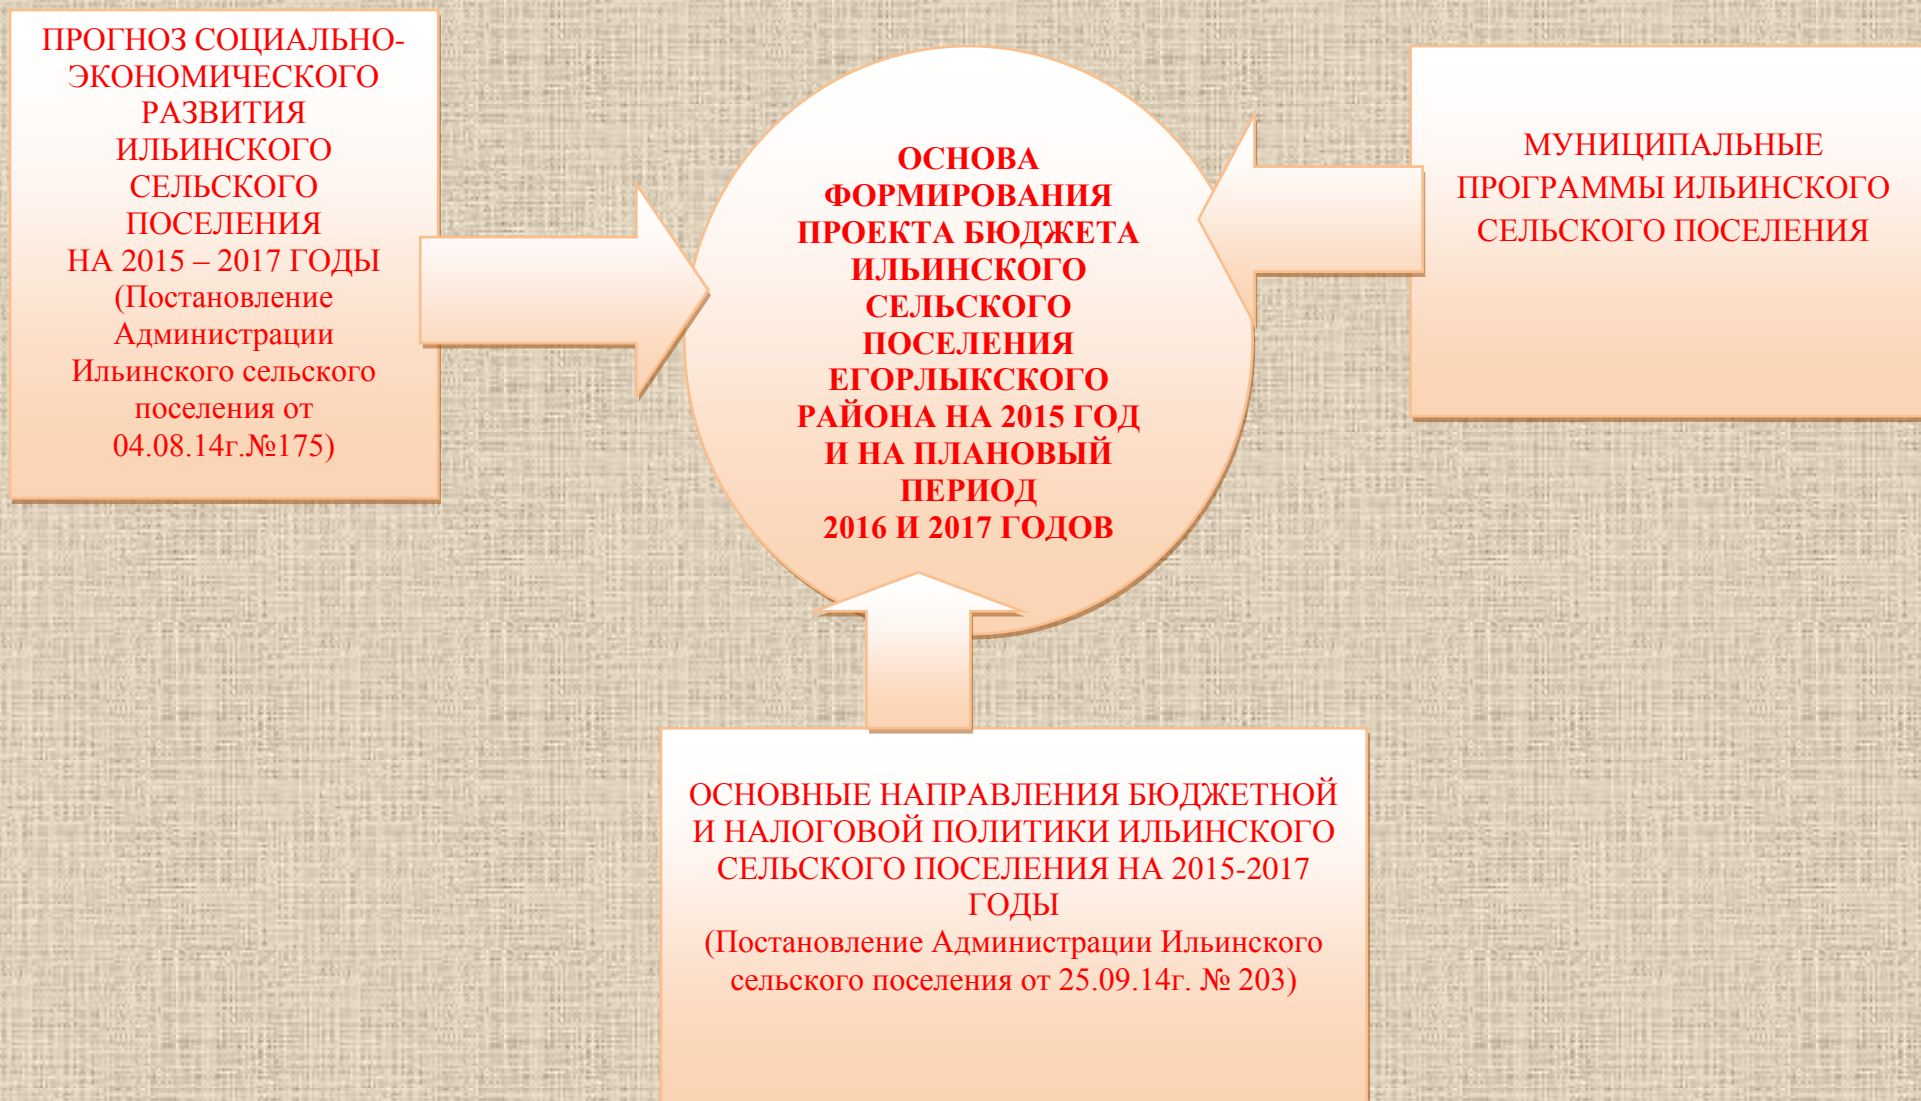 ПРОГНОЗ СОЦИАЛЬНО-
ЭКОНОМИЧЕСКОГО
РАЗВИТИЯ
ИЛЬИНСКОГО
СЕЛЬСКОГО
ПОСЕЛЕНИЯ
НА 2015 – 2017 ГОДЫ
(Постановление
Администрации
Ильинского сельского
поселения от
04.08.14г.№175)
ОСНОВА
ФОРМИРОВАНИЯ
ПРОЕКТА БЮДЖЕТА
ИЛЬИНСКОГО
СЕЛЬСКОГО
ПОСЕЛЕНИЯ
ЕГОРЛЫКСКОГО
РАЙОНА НА 2015 ГОД
И НА ПЛАНОВЫЙ
ПЕРИОД
2016 И 2017 ГОДОВ
МУНИЦИПАЛЬНЫЕ
ПРОГРАММЫ ИЛЬИНСКОГО
СЕЛЬСКОГО ПОСЕЛЕНИЯ
ОСНОВНЫЕ НАПРАВЛЕНИЯ БЮДЖЕТНОЙ
И НАЛОГОВОЙ ПОЛИТИКИ ИЛЬИНСКОГО
СЕЛЬСКОГО ПОСЕЛЕНИЯ НА 2015-2017
ГОДЫ
(Постановление Администрации Ильинского
сельского поселения от 25.09.14г. № 203)